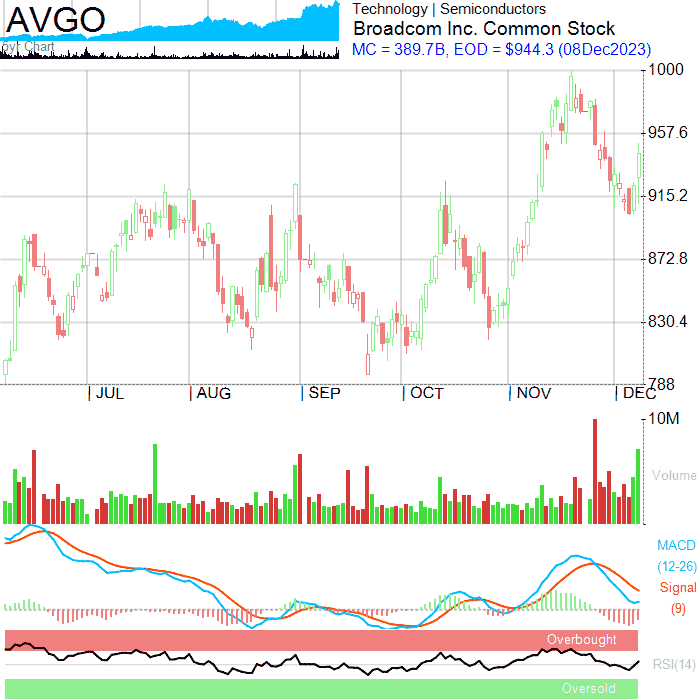 AVGO
by: Chart
Technology | Semiconductors
Broadcom Inc. Common Stock
MC = 389.7B, EOD = $944.3 (08Dec2023)
1000
957.6
915.2
872.8
830.4
788
JUL AUG SEP OCT NOV DEC
10M
Volume
MACD
(12-26)
Signal
(9)
Overbought
RSI(14)
Oversold